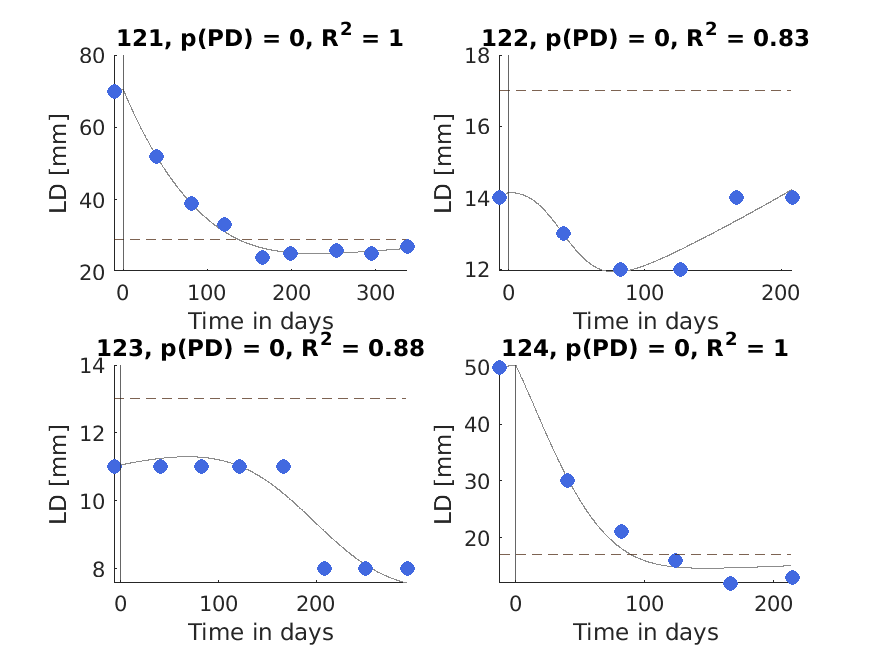 121, p(PD) = 0, R² = 1
80
60
40
20
LD [mm]
0 100 200 300
Time in days
122, p(PD) = 0, R² = 0.83
18
16
14
12
LD [mm]
0 100 200
Time in days
123, p(PD) = 0, R² = 0.88
14
12
10
8
LD [mm]
0 100 200
Time in days
124, p(PD) = 0, R² = 1
50
40
30
20
LD [mm]
0 100 200
Time in days